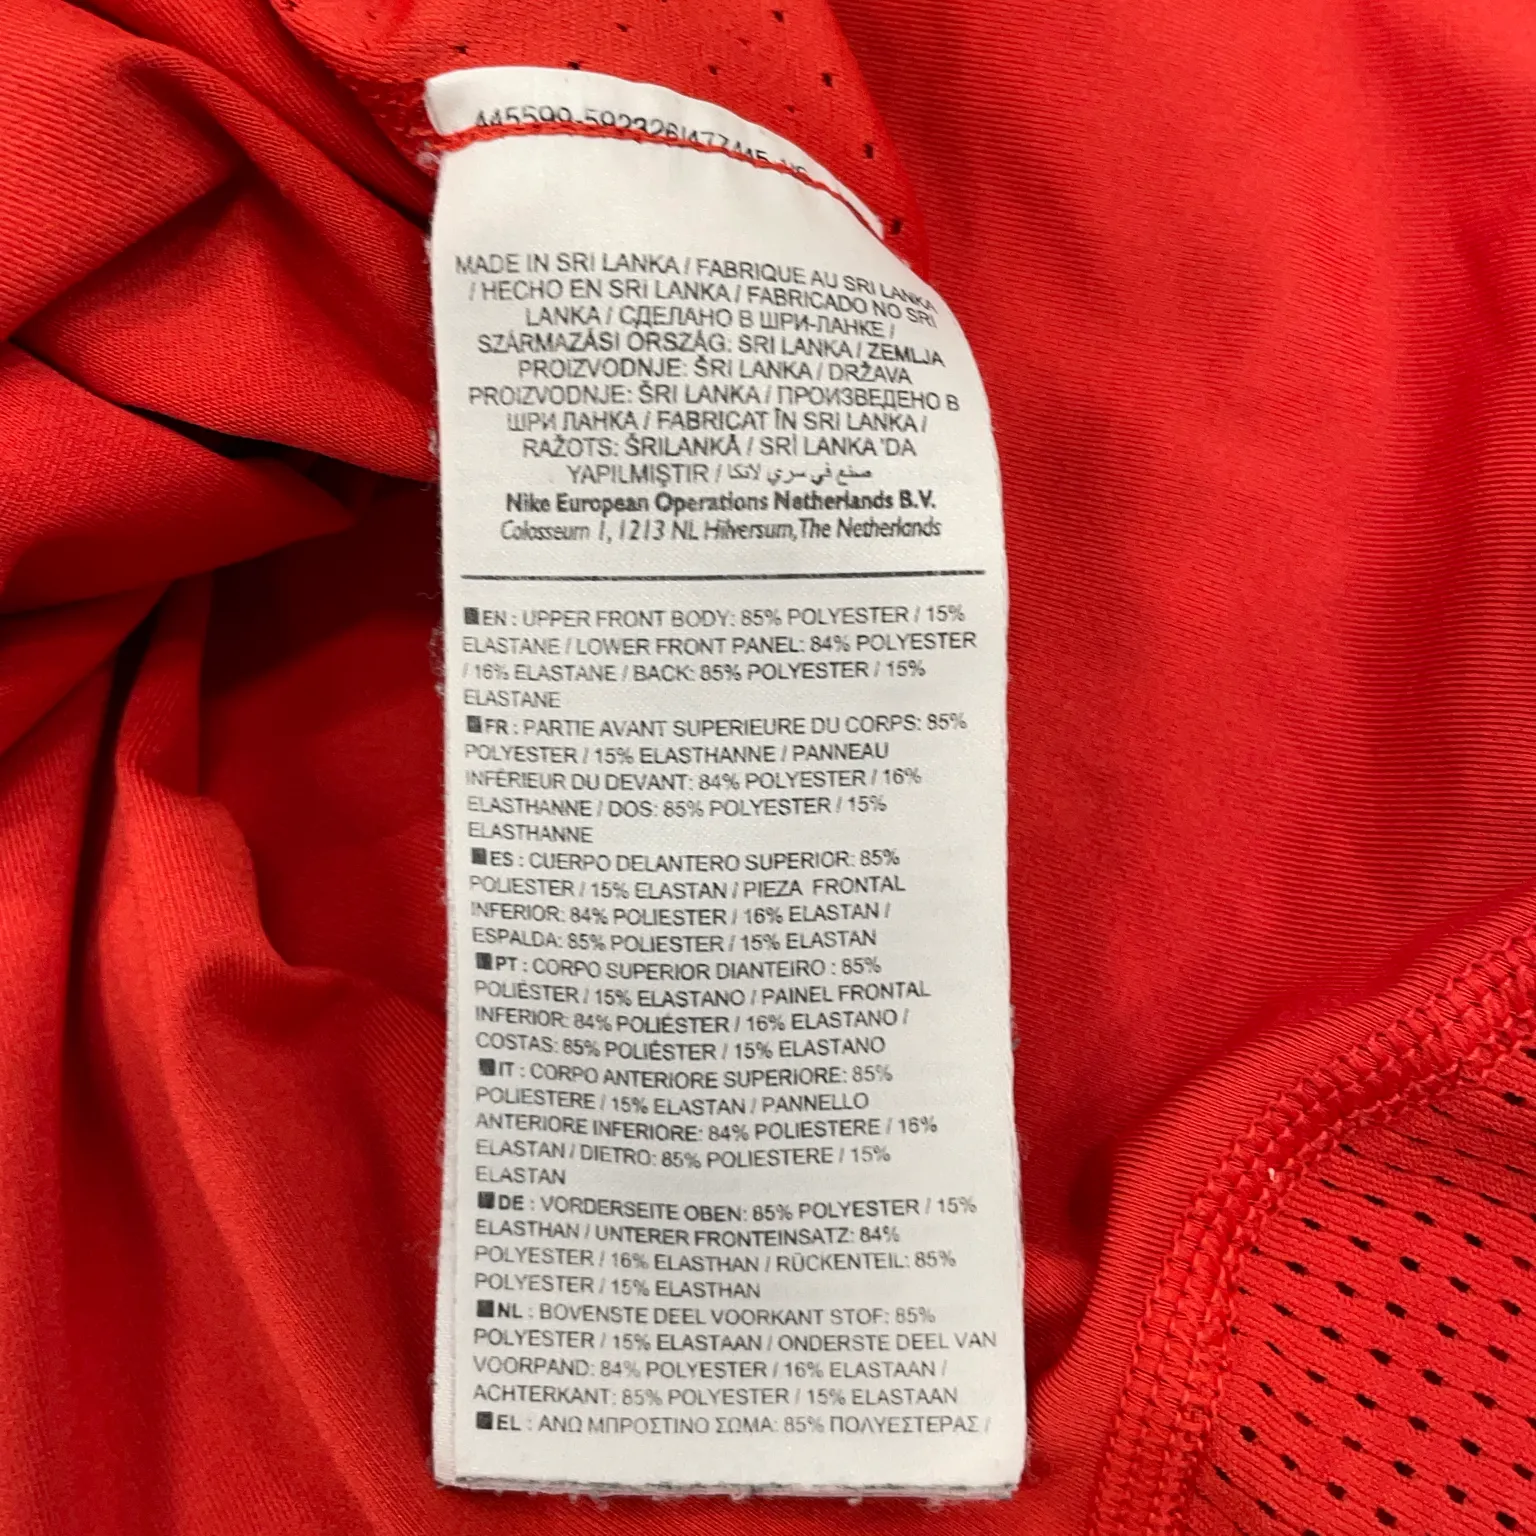 MADE IN SRI LANKA / FABRIQUE AU SRI LANKA
/ HECHO EN SRI LANKA / FABRICADO NO SRI
LANKA / СДЕЛАНО В ШРИ-ЛАНКЕ /
SZÁRMAZÁSI ORSZÁG: SRI LANKA / ZEMLJA
PROIZVODNJE: ŠRI LANKA / DRŽAVA
PROIZVODNJE: ŠRI LANKA / ПРОИЗВЕДЕНО В
ШРИ ЛАНКА / FABRICAT ÎN SRI LANKA /
RAŽOTS: ŠRILANKĀ / SRİ LANKA 'DA
YAPILMIŞTIR / صنع في سري لانكا
Nike European Operations Netherlands B.V.
Colosseum 1, 1213 NL Hilversum, The Netherlands
EN : UPPER FRONT BODY: 85% POLYESTER / 15%
ELASTANE / LOWER FRONT PANEL: 84% POLYESTER
/ 16% ELASTANE / BACK: 85% POLYESTER / 15%
ELASTANE
FR : PARTIE AVANT SUPERIEURE DU CORPS: 85%
POLYESTER / 15% ELASTHANNE / PANNEAU
INFÉRIEUR DU DEVANT: 84% POLYESTER / 16%
ELASTHANNE / DOS: 85% POLYESTER / 15%
ELASTHANNE
ES : CUERPO DELANTERO SUPERIOR: 85%
POLIESTER / 15% ELASTAN / PIEZA FRONTAL
INFERIOR: 84% POLIESTER / 16% ELASTAN /
ESPALDA: 85% POLIESTER / 15% ELASTAN
PT : CORPO SUPERIOR DIANTEIRO : 85%
POLIÉSTER / 15% ELASTANO / PAINEL FRONTAL
INFERIOR: 84% POLIÉSTER / 16% ELASTANO /
COSTAS: 85% POLIÉSTER / 15% ELASTANO
IT : CORPO ANTERIORE SUPERIORE: 85%
POLIESTERE / 15% ELASTAN / PANNELLO
ANTERIORE INFERIORE: 84% POLIESTERE / 16%
ELASTAN / DIETRO: 85% POLIESTERE / 15%
ELASTAN
DE : VORDERSEITE OBEN: 85% POLYESTER / 15%
ELASTHAN / UNTERER FRONTEINSATZ: 84%
POLYESTER / 16% ELASTHAN / RÜCKENTEIL: 85%
POLYESTER / 15% ELASTHAN
NL : BOVENSTE DEEL VOORKANT STOF: 85%
POLYESTER / 15% ELASTAAN / ONDERSTE DEEL VAN
VOORPAND: 84% POLYESTER / 16% ELASTAAN /
ACHTERKANT: 85% POLYESTER / 15% ELASTAAN
EL : ΑΝΩ ΜΠΡΟΣΤΙΝΟ ΣΩΜΑ: 85% ΠΟΛΥΕΣΤΕΡΑΣ /